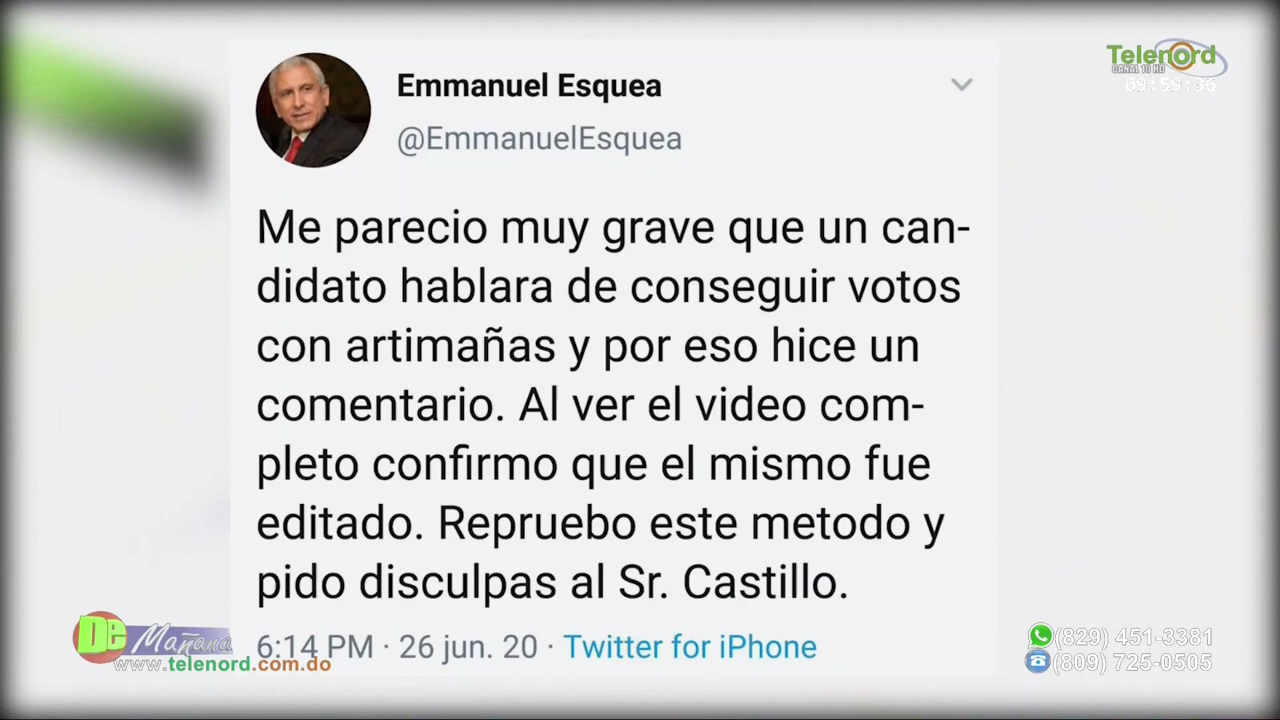 Emmanuel Esquea
@EmmanuelEsquea
Me parecio muy grave que un can-
didato hablara de conseguir votos
con artimañas y por eso hice un
comentario. Al ver el video com-
pleto confirmo que el mismo fue
editado. Repruebo este metodo y
pido disculpas al Sr. Castillo.
6:14 PM · 26 jun. 20 · Twitter for iPhone
Telenord
CANAL 10 HD
09:59:36
De Mañana
www.telenord.com.do
(829) 451-3381
(809) 725-0505